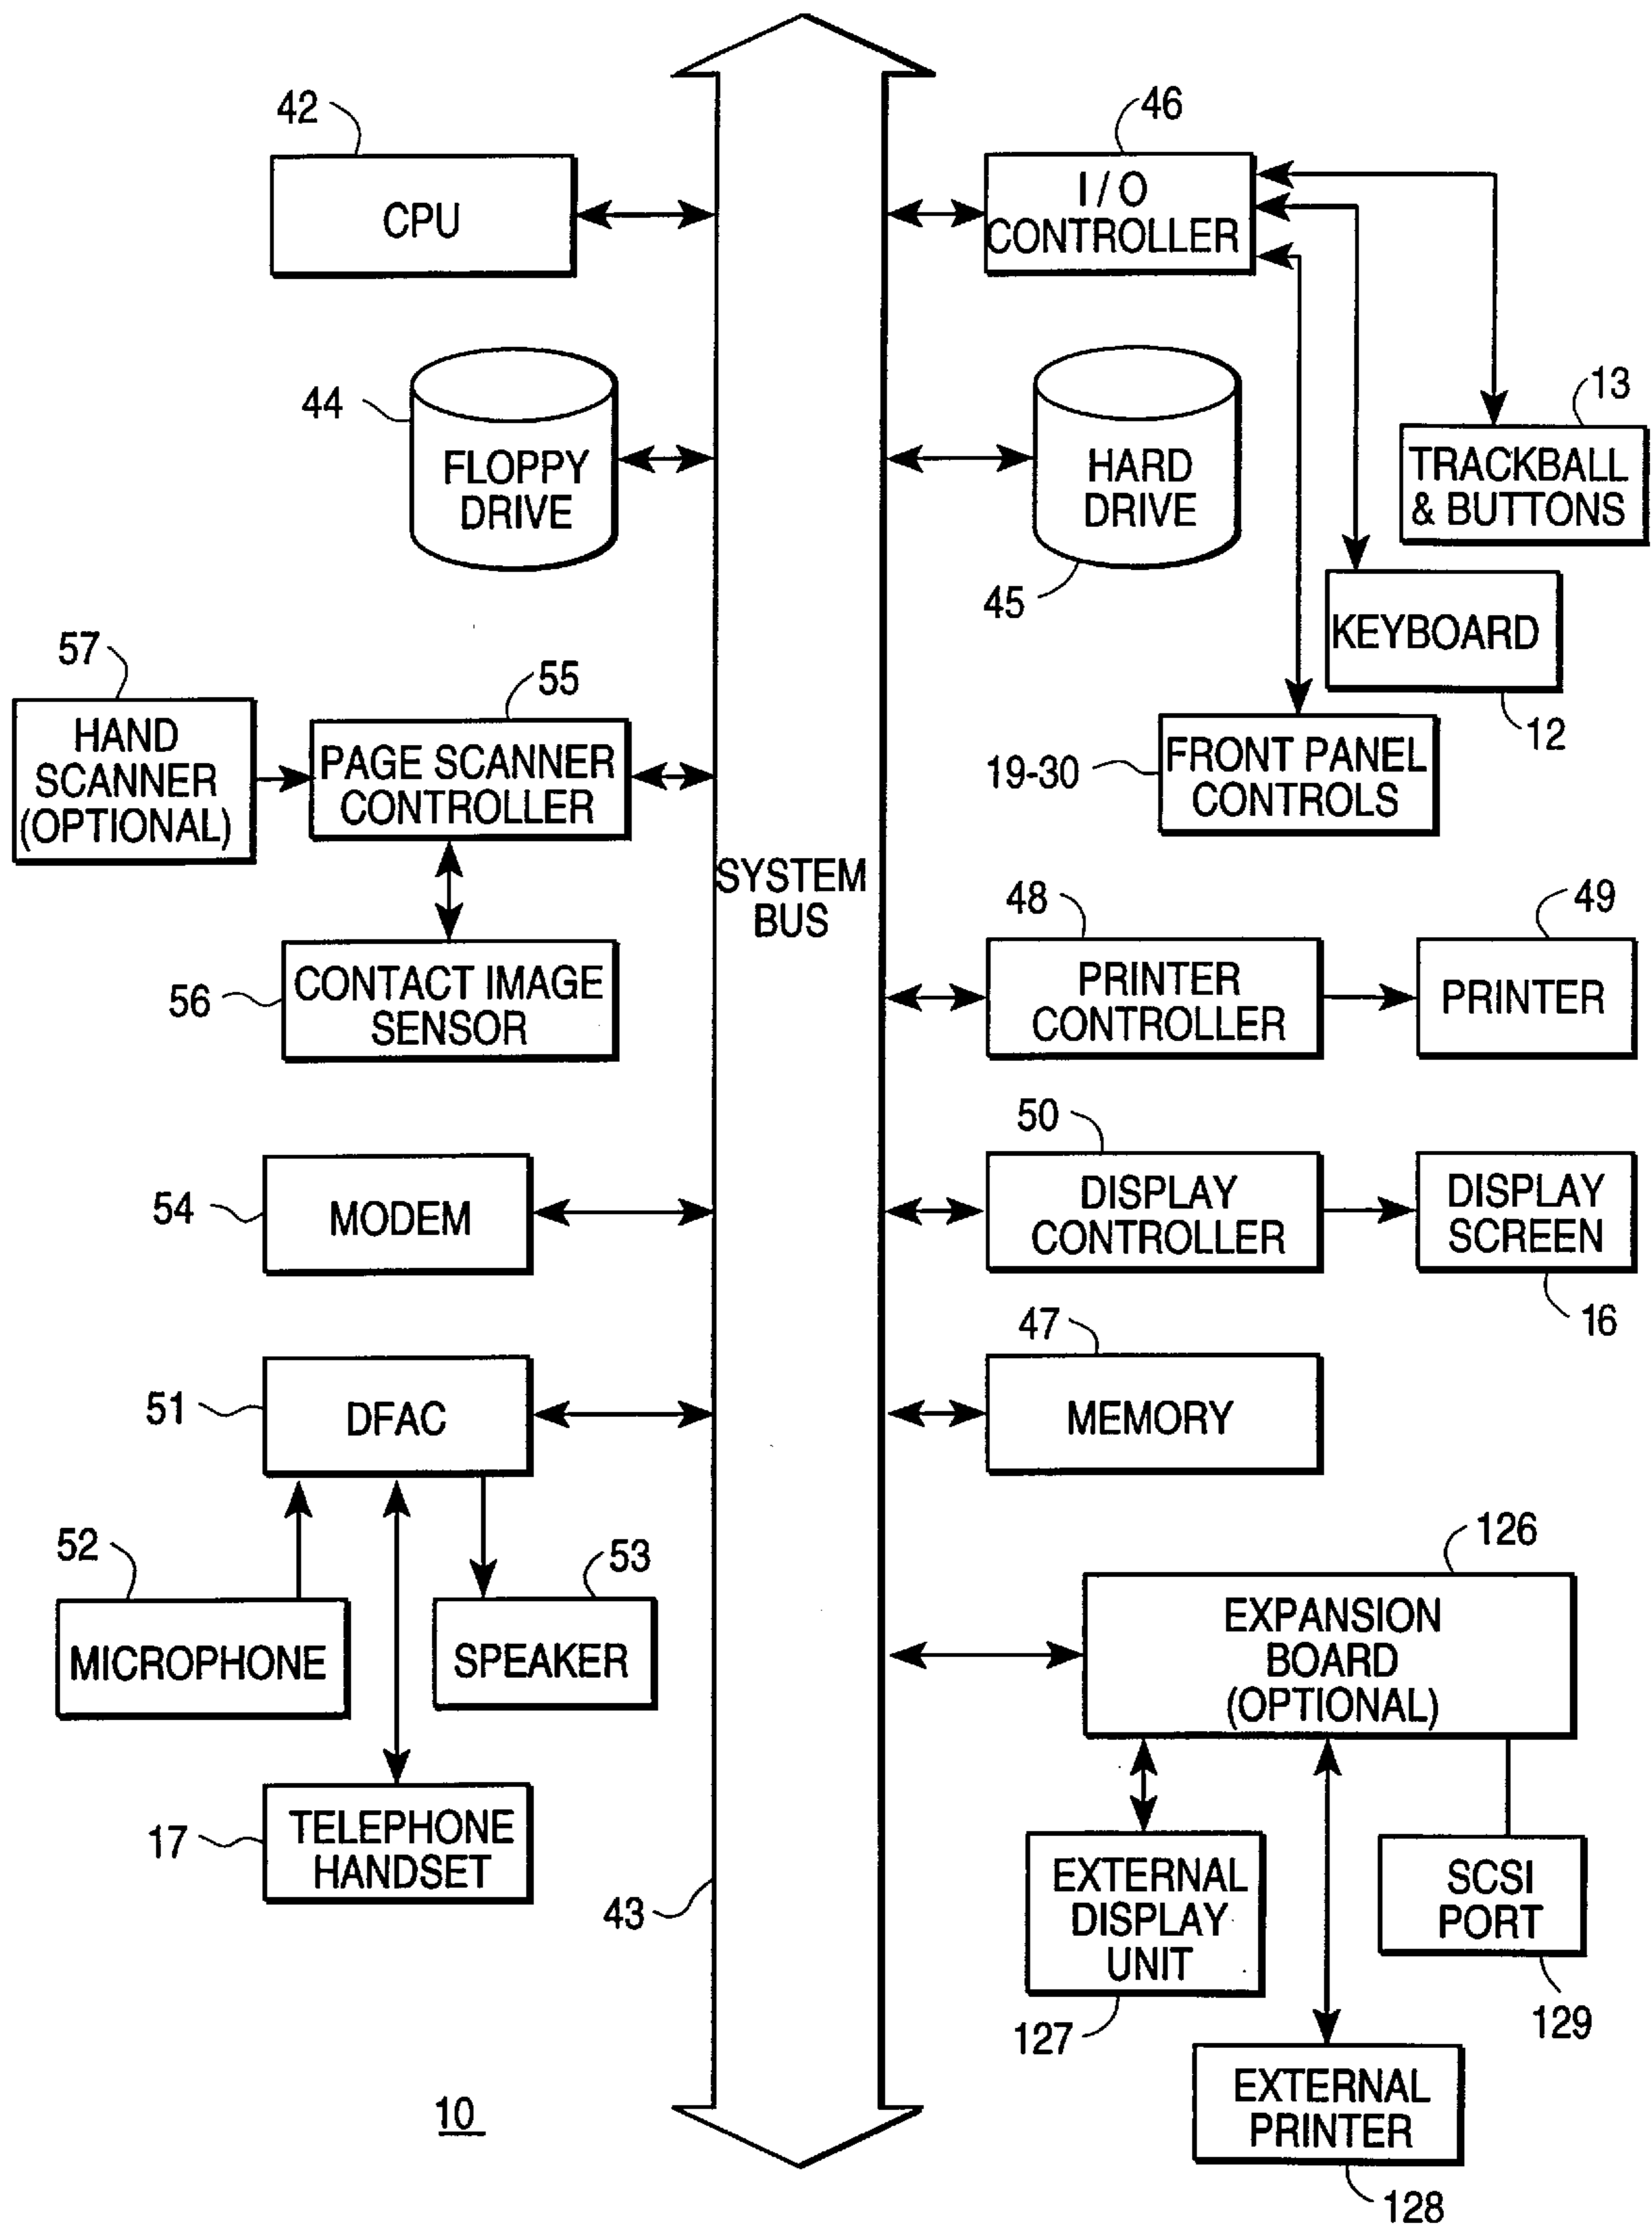 42
CPU
46
I / O
CONTROLLER
44
FLOPPY
DRIVE
HARD
DRIVE
45
13
TRACKBALL
& BUTTONS
KEYBOARD
12
57
HAND
SCANNER
(OPTIONAL)
55
PAGE SCANNER
CONTROLLER
19-30
FRONT PANEL
CONTROLS
SYSTEM
BUS
56
CONTACT IMAGE
SENSOR
48
PRINTER
CONTROLLER
49
PRINTER
54
MODEM
50
DISPLAY
CONTROLLER
DISPLAY
SCREEN
16
51
DFAC
47
MEMORY
52
MICROPHONE
53
SPEAKER
17
TELEPHONE
HANDSET
43
126
EXPANSION
BOARD
(OPTIONAL)
EXTERNAL
DISPLAY
UNIT
127
SCSI
PORT
129
EXTERNAL
PRINTER
128
10